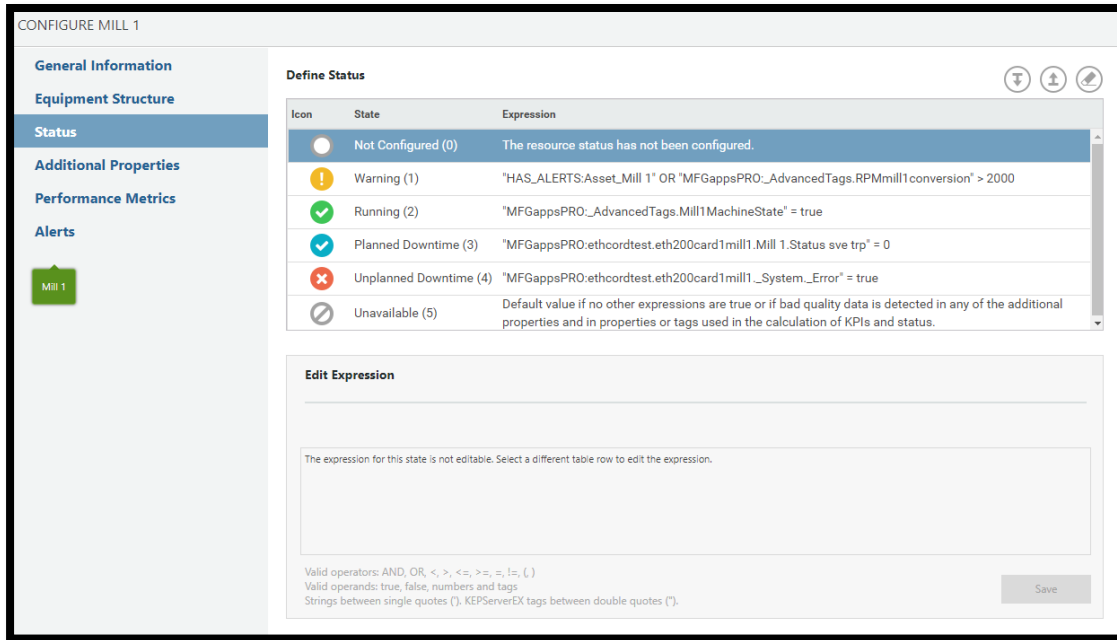 CONFIGURE MILL 1
General Information
Equipment Structure
Status
Additional Properties
Performance Metrics
Alerts
Mill 1
Define Status
Icon State Expression
Not Configured (0) The resource status has not been configured.
Warning (1) "HAS_ALERTS:Asset_Mill 1" OR "MFGappsPRO:_AdvancedTags.RPMmill1conversion" > 2000
Running (2) "MFGappsPRO:_AdvancedTags.Mill1MachineState" = true
Planned Downtime (3) "MFGappsPRO:ethcordtest.eth200card1mill1.Mill 1.Status sve trp" = 0
Unplanned Downtime (4) "MFGappsPRO:ethcordtest.eth200card1mill1._System._Error" = true
Unavailable (5) Default value if no other expressions are true or if bad quality data is detected in any of the additional
properties and in properties or tags used in the calculation of KPIs and status.
Edit Expression
The expression for this state is not editable. Select a different table row to edit the expression.
Valid operators: AND, OR, <, >, <=, >=, =, !=, (, )
Valid operands: true, false, numbers and tags
Strings between single quotes ('). KEPServerEX tags between double quotes (").
Save